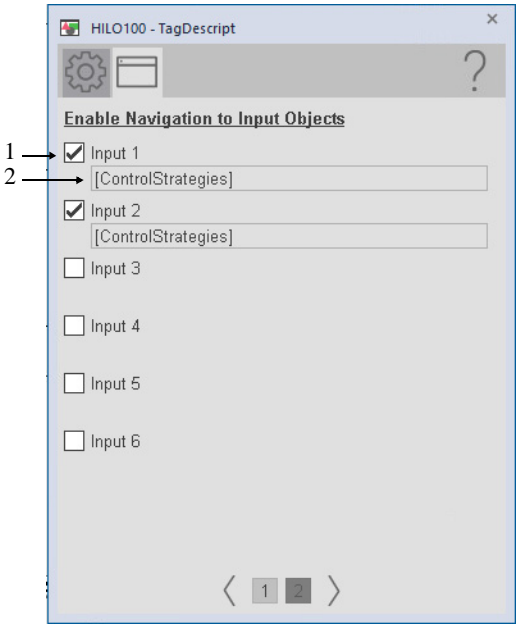 HILO100 - TagDescript
?
Enable Navigation to Input Objects
1 Input 1
2 [ControlStrategies]
Input 2
[ControlStrategies]
Input 3
Input 4
Input 5
Input 6
1 2